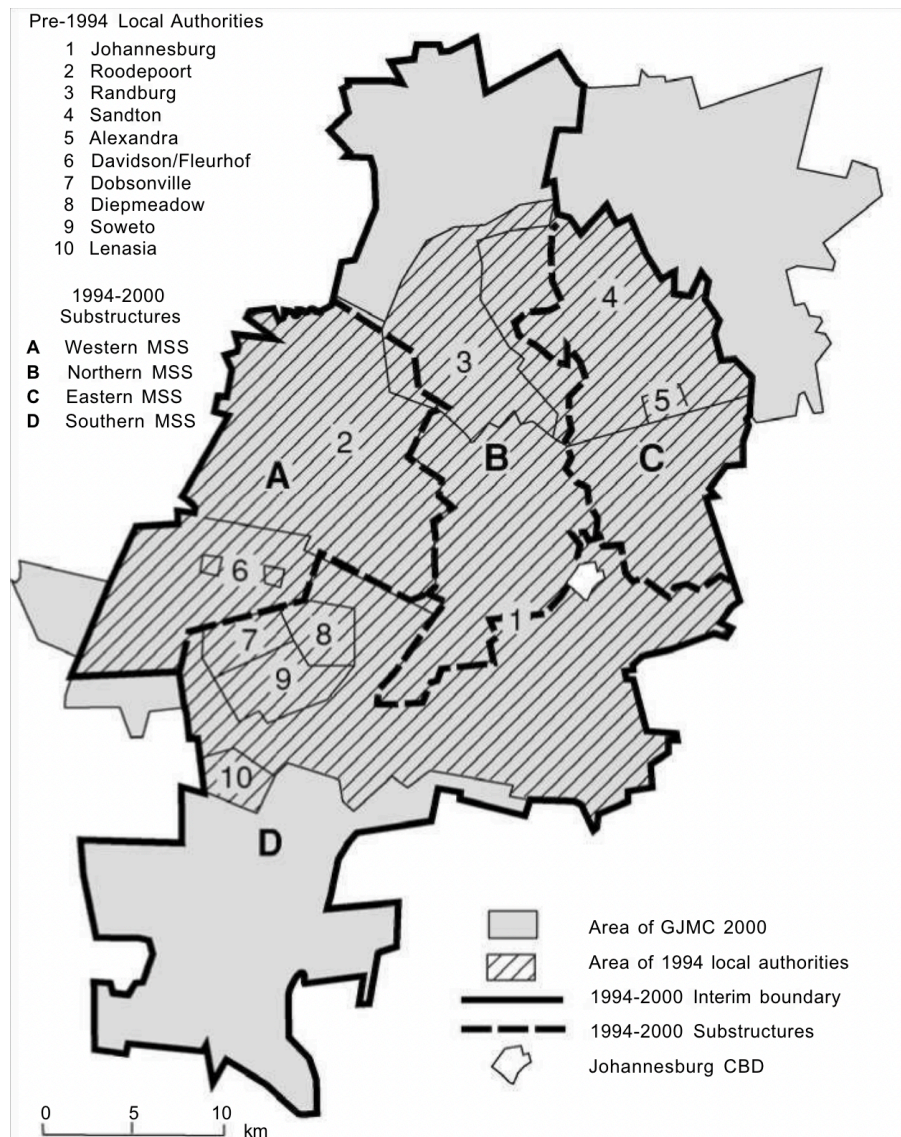 Pre-1994 Local Authorities
1 Johannesburg
2 Roodepoort
3 Randburg
4 Sandton
5 Alexandra
6 Davidson/Fleurhof
7 Dobsonville
8 Diepmeadow
9 Soweto
10 Lenasia
1994-2000
Substructures
A Western MSS
B Northern MSS
C Eastern MSS
D Southern MSS
4
3
5
2
B
C
A
6
1
7
8
9
10
D
Area of GJMC 2000
Area of 1994 local authorities
1994-2000 Interim boundary
1994-2000 Substructures
Johannesburg CBD
0 5 10
km